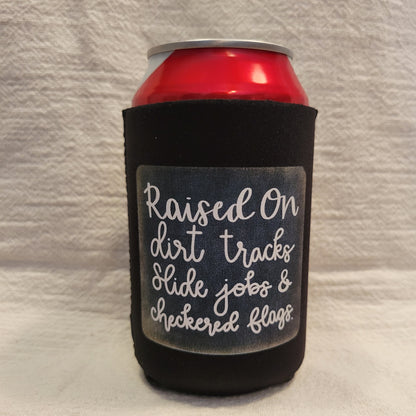 Raised On
dirt tracks
Slide jobs &
checkered flags.